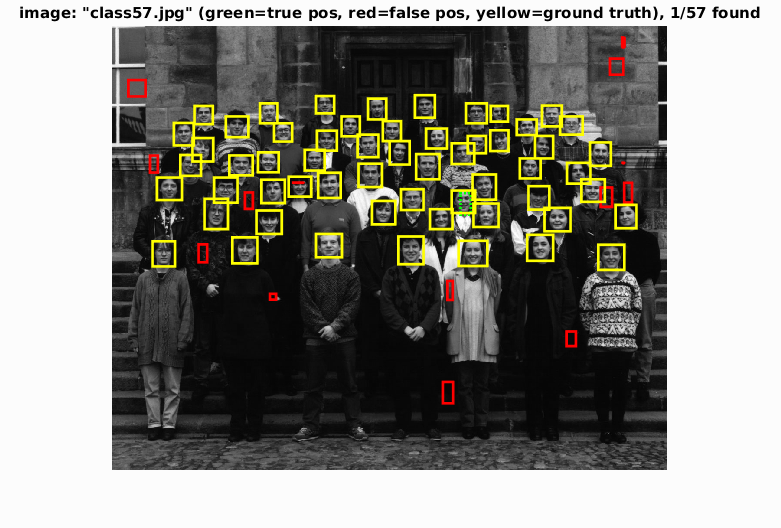 image: "class57.jpg" (green=true pos, red=false pos, yellow=ground truth), 1/57 found